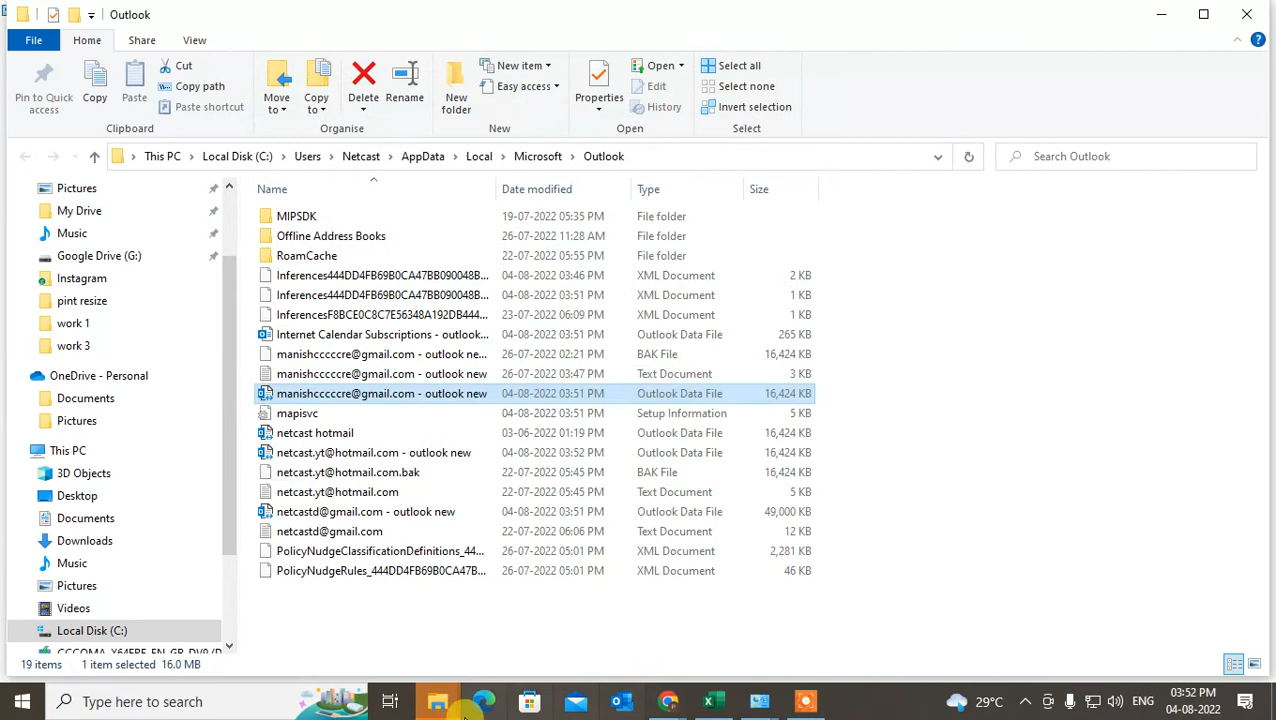 Outlook
File Home Share View
Pin to Quick access
Copy
Paste
Cut
Copy path
Paste shortcut
Clipboard
Move to
Copy to
Delete
Rename
Organise
New folder
New item
Easy access
New
Properties
Open
Edit
History
Open
Select all
Select none
Invert selection
Select
This PC > Local Disk (C:) > Users > Netcast > AppData > Local > Microsoft > Outlook
Search Outlook
Pictures
My Drive
Music
Google Drive (G:)
Instagram
pint resize
work 1
work 3
OneDrive - Personal
Documents
Pictures
This PC
3D Objects
Desktop
Documents
Downloads
Music
Pictures
Videos
Local Disk (C:)
Name Date modified Type Size
MIPSDK 19-07-2022 05:35 PM File folder
Offline Address Books 26-07-2022 11:28 AM File folder
RoamCache 22-07-2022 05:55 PM File folder
Inferences444DD4FB69B0CA47BB090048B... 04-08-2022 03:46 PM XML Document 2 KB
Inferences444DD4FB69B0CA47BB090048B... 04-08-2022 03:51 PM XML Document 1 KB
InferencesF8BCE0C8C7E56348A192DB444... 23-07-2022 06:09 PM XML Document 1 KB
Internet Calendar Subscriptions - outlook... 04-08-2022 03:51 PM Outlook Data File 265 KB
manishcccccre@gmail.com - outlook ne... 26-07-2022 02:21 PM BAK File 16,424 KB
manishcccccre@gmail.com - outlook new 26-07-2022 03:47 PM Text Document 3 KB
manishcccccre@gmail.com - outlook new 04-08-2022 03:51 PM Outlook Data File 16,424 KB
mapisvc 04-08-2022 03:51 PM Setup Information 5 KB
netcast hotmail 03-06-2022 01:19 PM Outlook Data File 16,424 KB
netcast.yt@hotmail.com - outlook new 04-08-2022 03:52 PM Outlook Data File 16,424 KB
netcast.yt@hotmail.com.bak 22-07-2022 05:45 PM BAK File 16,424 KB
netcast.yt@hotmail.com 22-07-2022 05:45 PM Text Document 5 KB
netcastd@gmail.com - outlook new 04-08-2022 03:51 PM Outlook Data File 49,000 KB
netcastd@gmail.com 22-07-2022 06:06 PM Text Document 12 KB
PolicyNudgeClassificationDefinitions_44... 26-07-2022 05:01 PM XML Document 2,281 KB
PolicyNudgeRules_444DD4FB69B0CA47B... 26-07-2022 05:01 PM XML Document 46 KB
19 items 1 item selected 16.0 MB
Type here to search
29°C
ENG
03:52 PM
04-08-2022